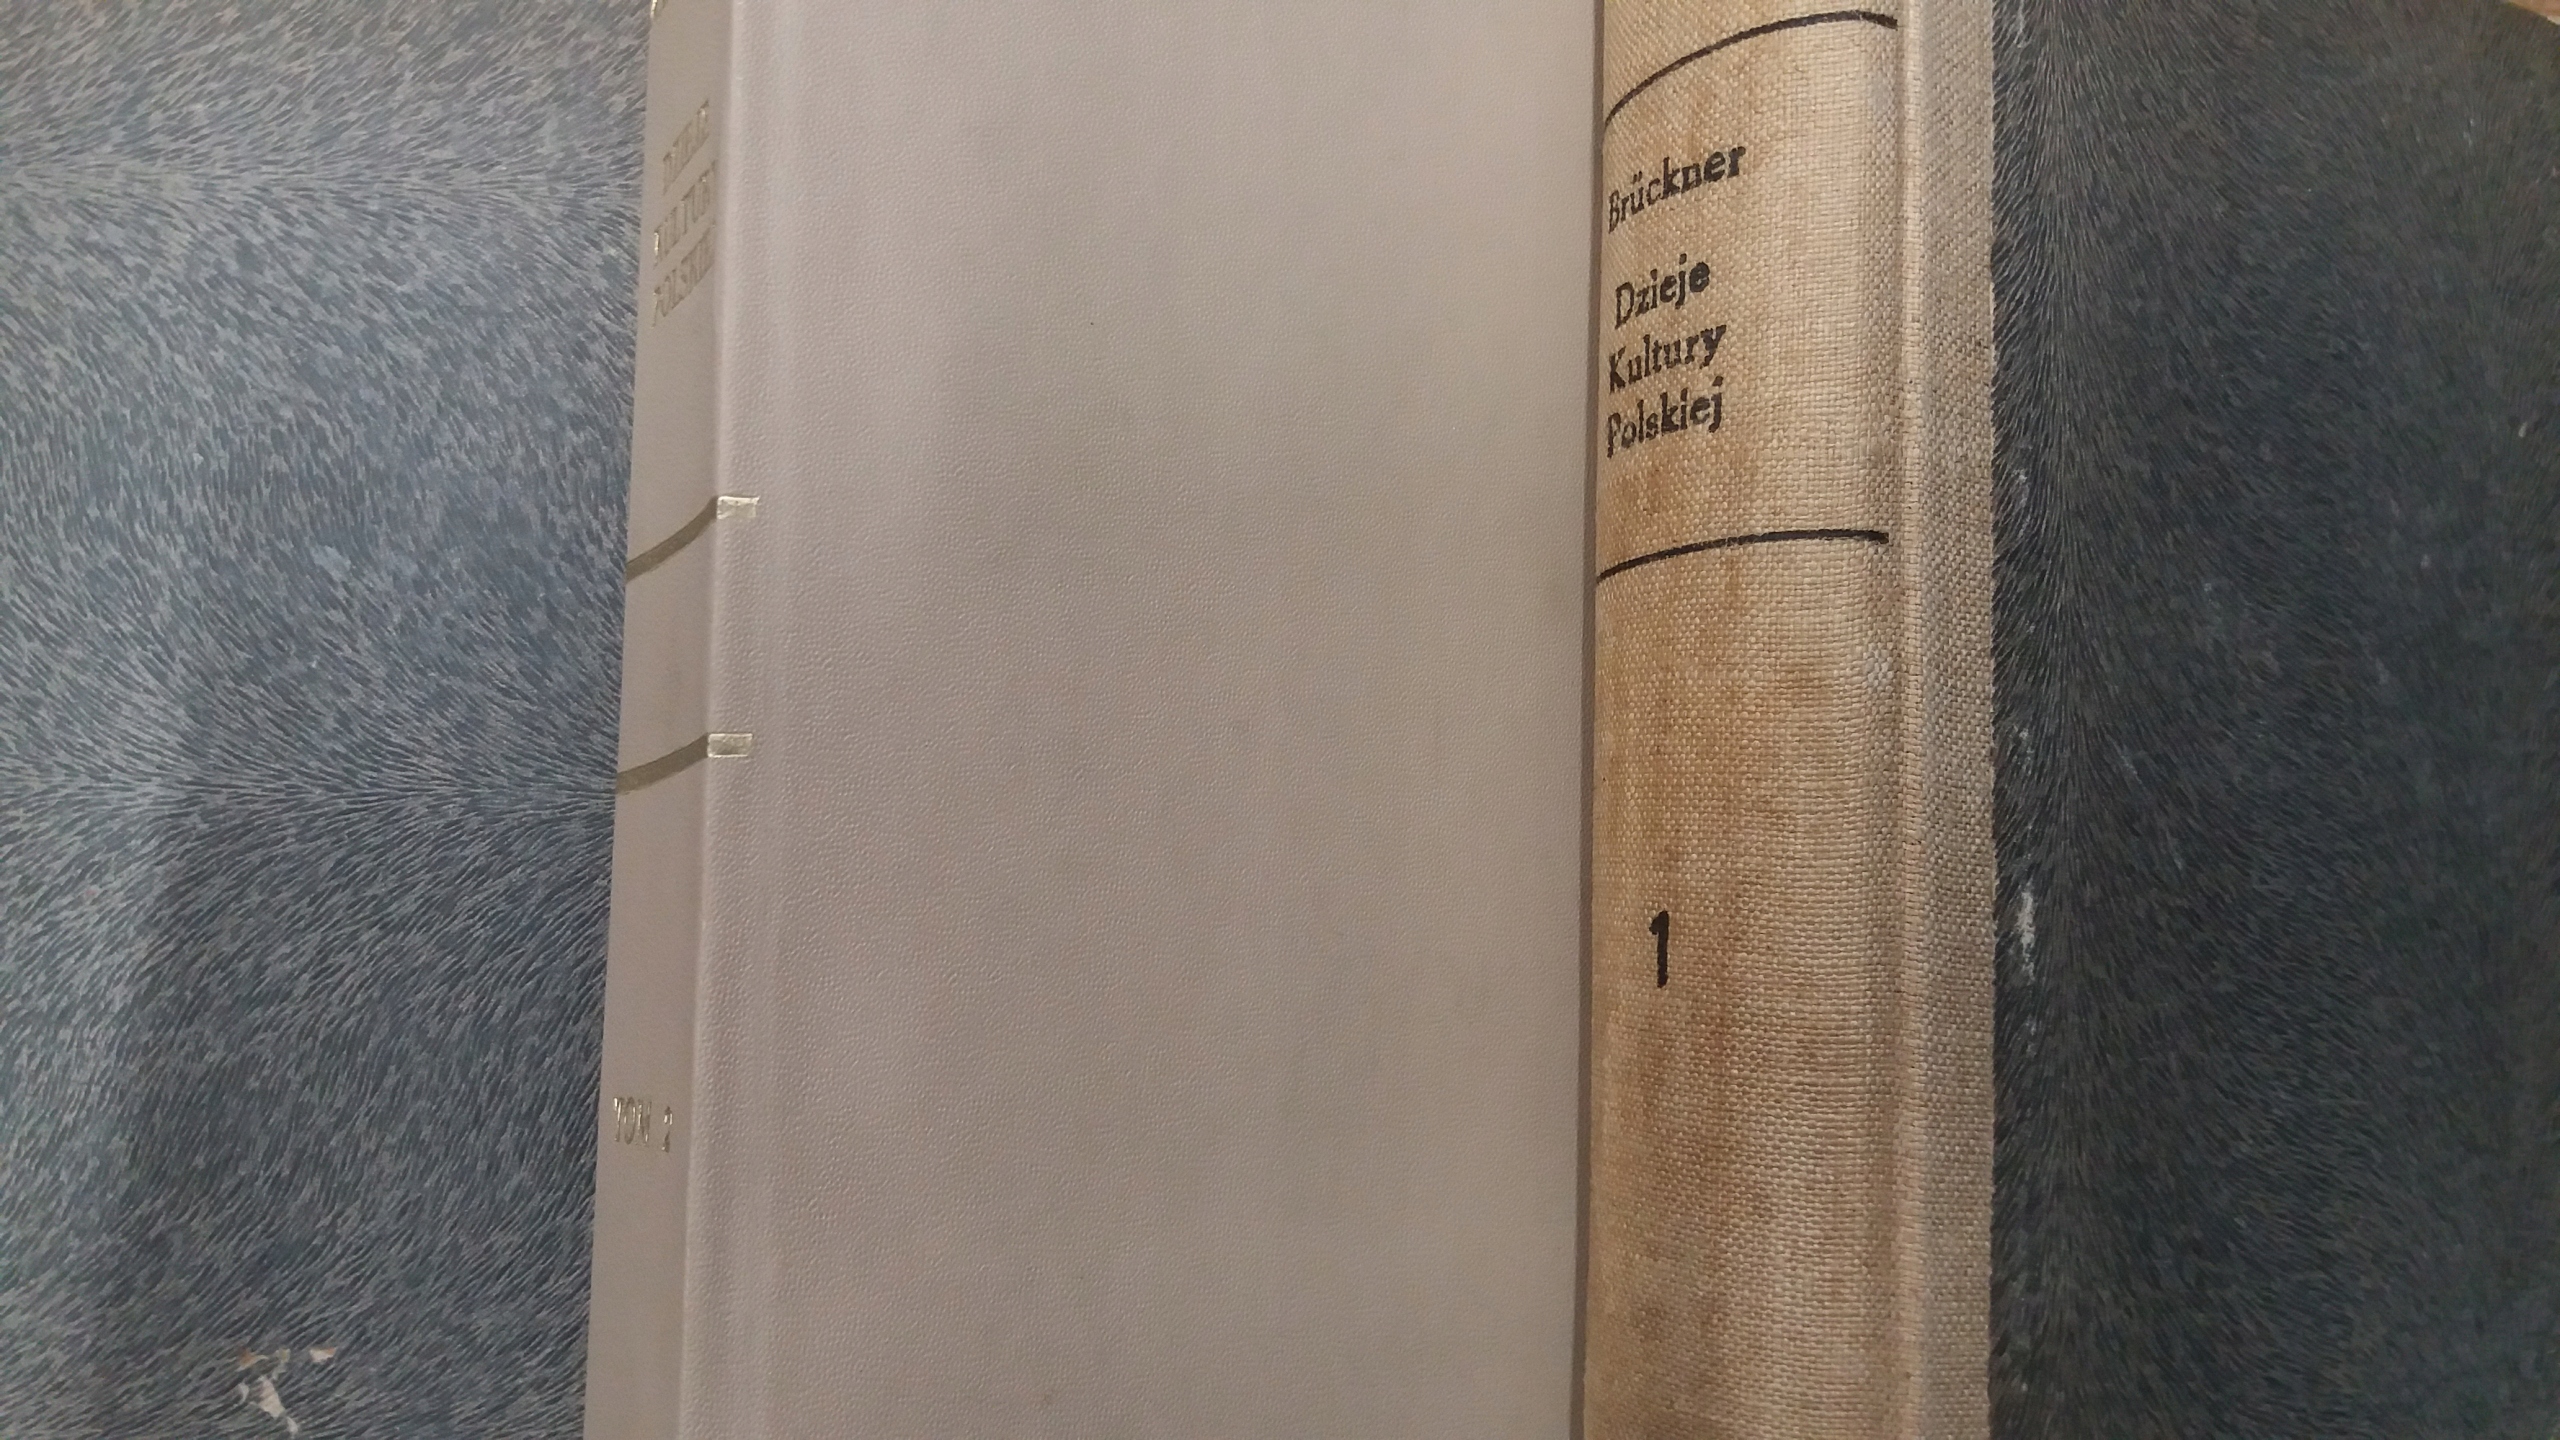 DZIEJE
KULTURY
POLSKIEJ
TOM 2
Brückner
Dzieje
Kultury
Polskiej
1